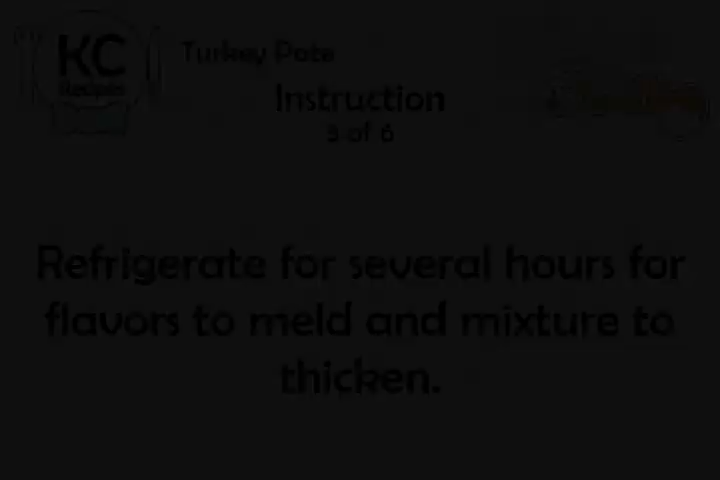 KC
Recipes
Turkey Pate
Instruction
3 of 6
Refrigerate for several hours for
flavors to meld and mixture to
thicken.